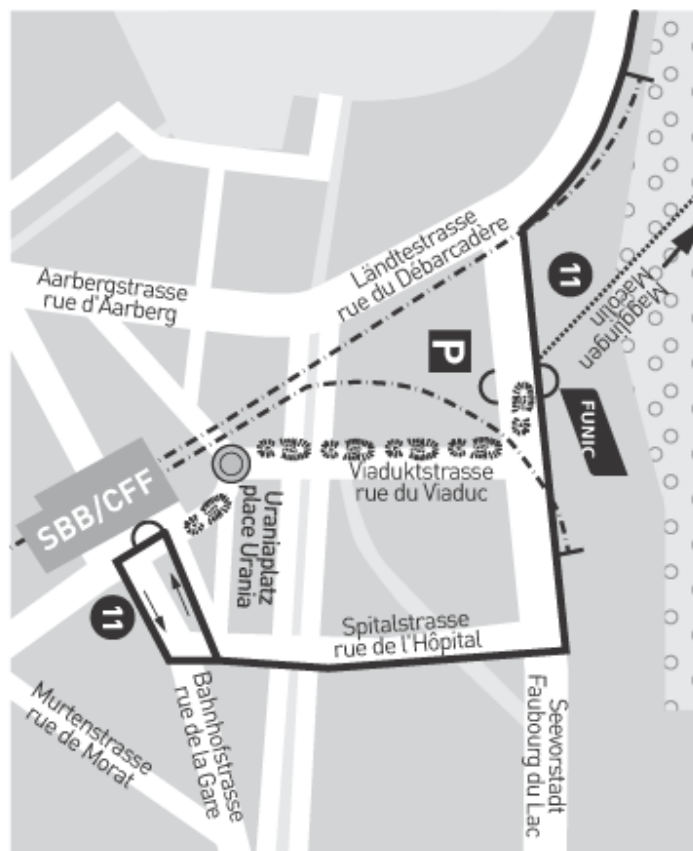 Ländtestrasse
rue du Débarcadère
11
Magglingen
Macolin
Aarbergstrasse
rue d'Aarberg
P
FUNIC
Viaduktstrasse
rue du Viaduc
SBB/CFF
Uraniaplatz
place Urania
11
Spitalstrasse
rue de l'Hôpital
Seevorstadt
Faubourg du Lac
Bahnhofstrasse
rue de la Gare
Murtenstrasse
rue de Morat